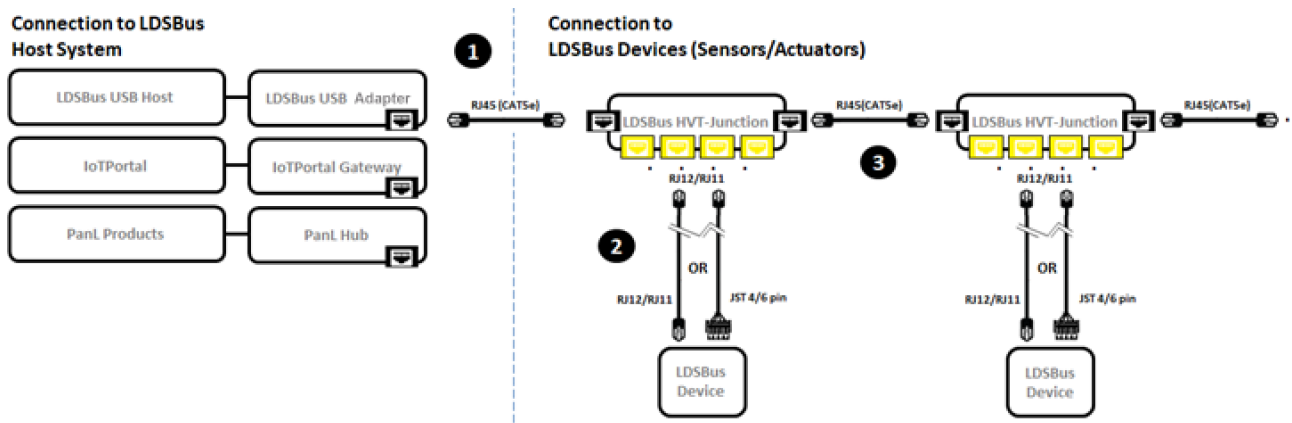 Connection to LDSBus
Host System
1
Connection to
LDSBus Devices (Sensors/Actuators)
LDSBus USB Host
LDSBus USB Adapter
IoTPortal
IoTPortal Gateway
PanL Products
PanL Hub
RJ45 (CAT5e)
LDSBus HVT-Junction
RJ45(CAT5e)
LDSBus HVT-Junction
RJ45(CAT5e)
RJ12/RJ11
3
RJ12/RJ11
2
OR
OR
RJ12/RJ11
JST 4/6 pin
RJ12/RJ11
JST 4/6 pin
LDSBus
Device
LDSBus
Device